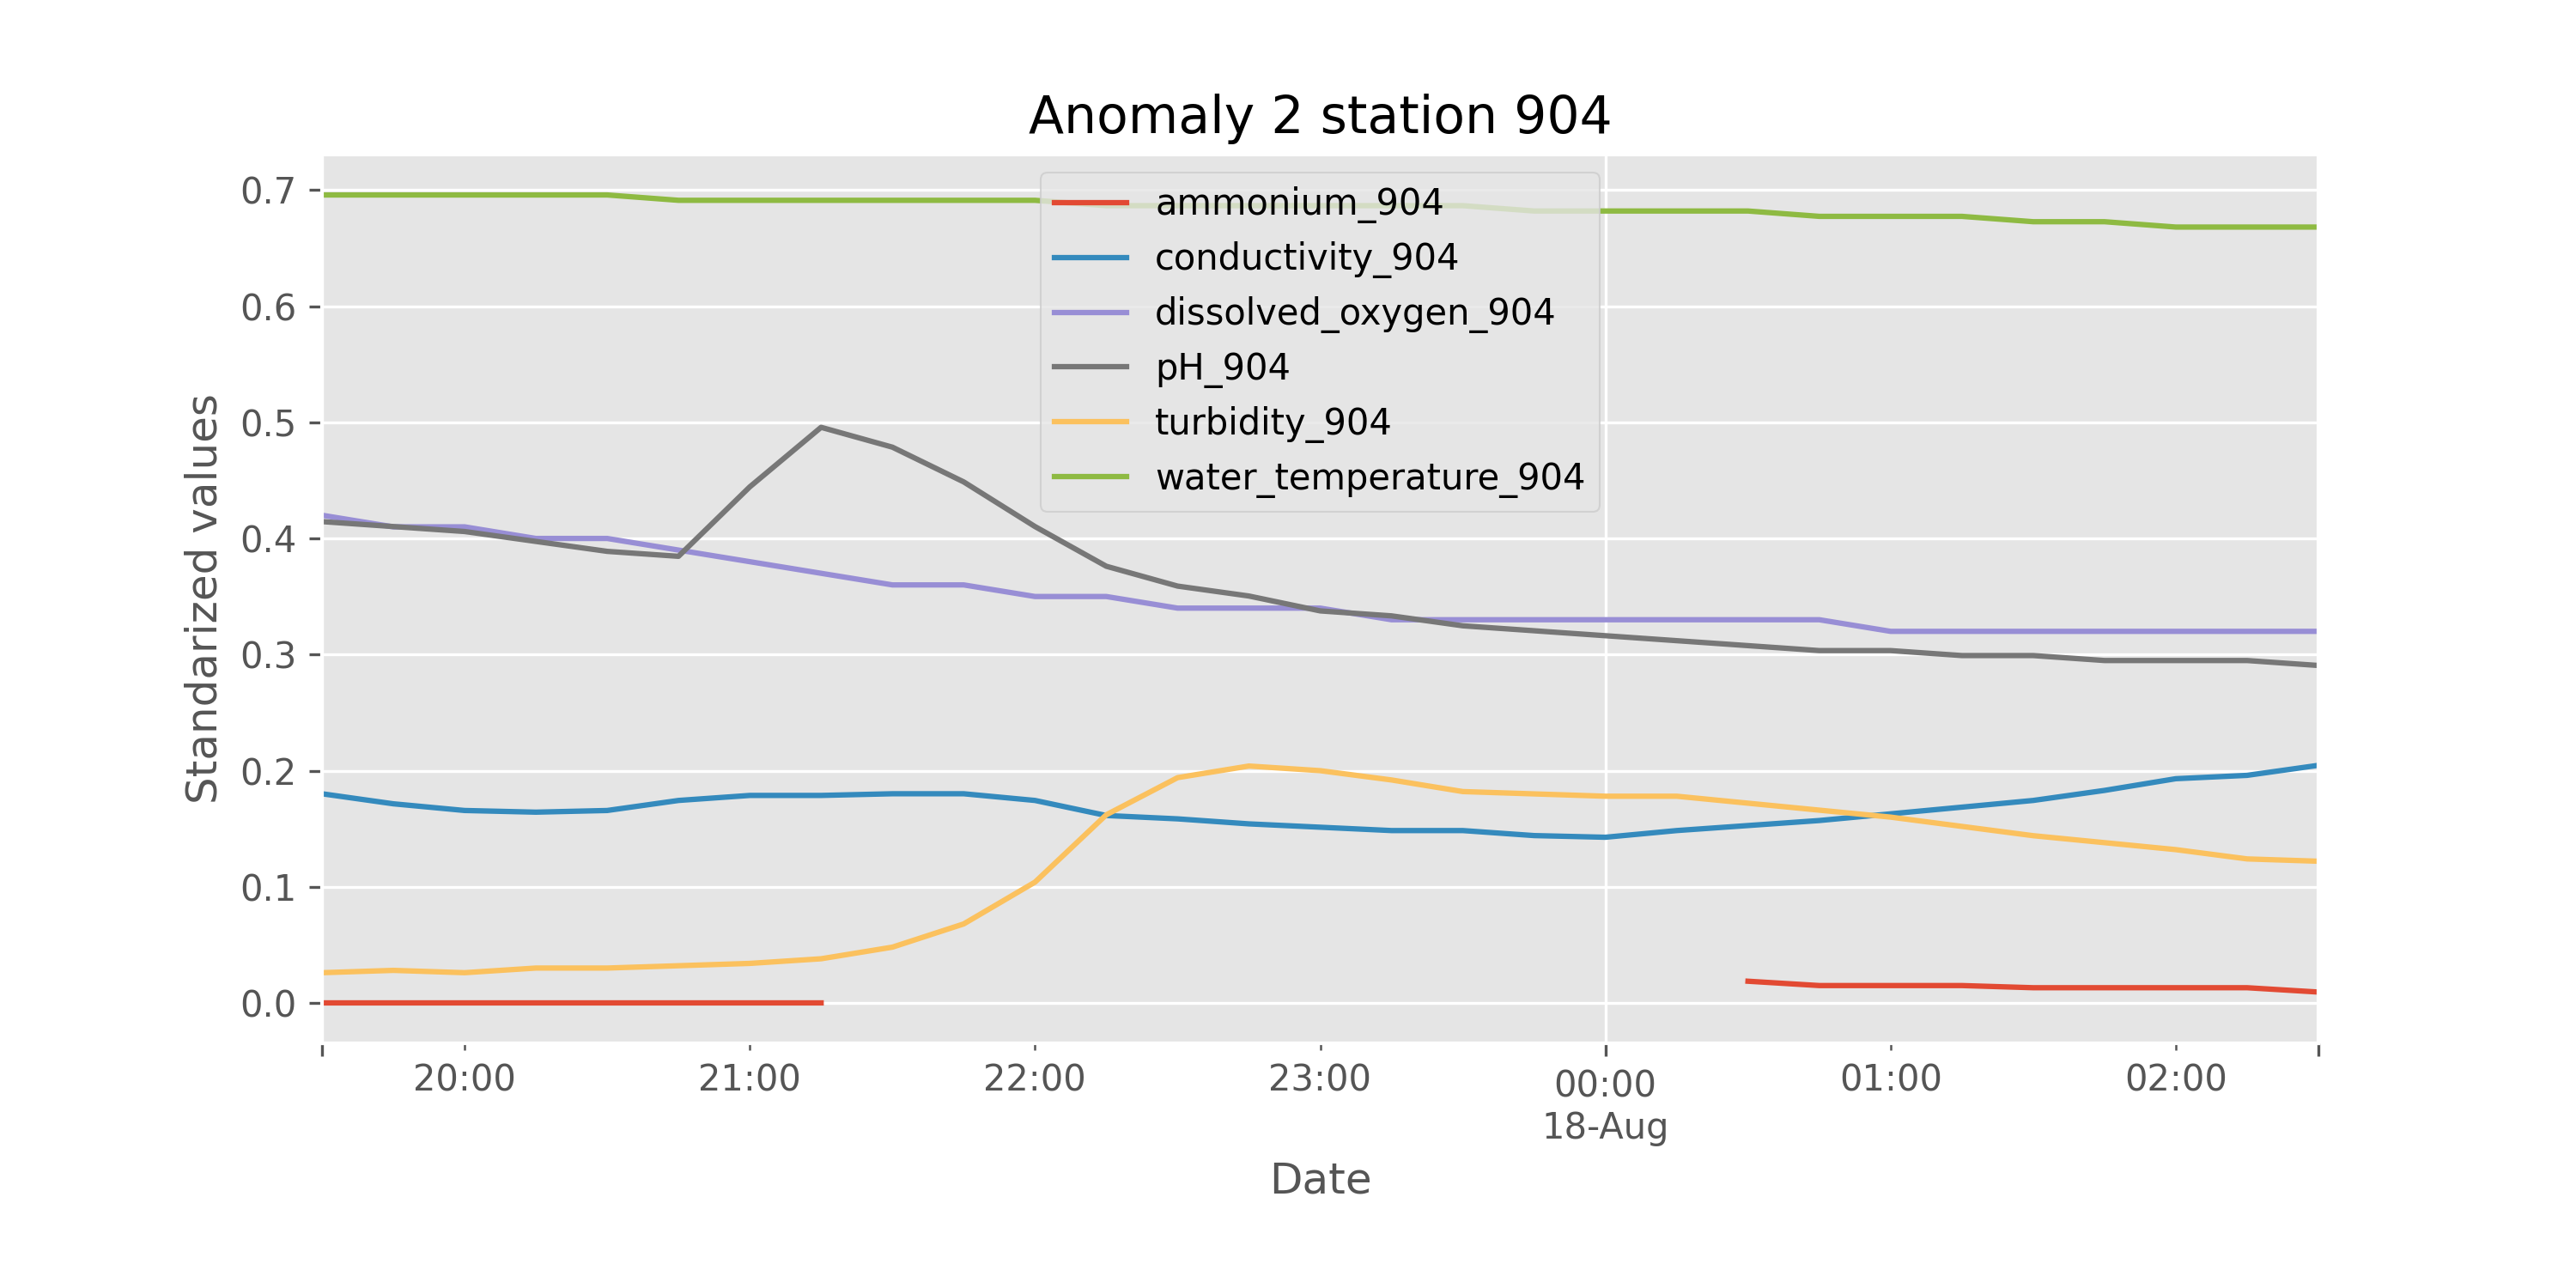 Anomaly 2 station 904
ammonium_904
conductivity_904
dissolved_oxygen_904
pH_904
turbidity_904
water_temperature_904
Standarized values
0.7
0.6
0.5
0.4
0.3
0.2
0.1
0.0
20:00 21:00 22:00 23:00 00:00 01:00 02:00
18-Aug
Date